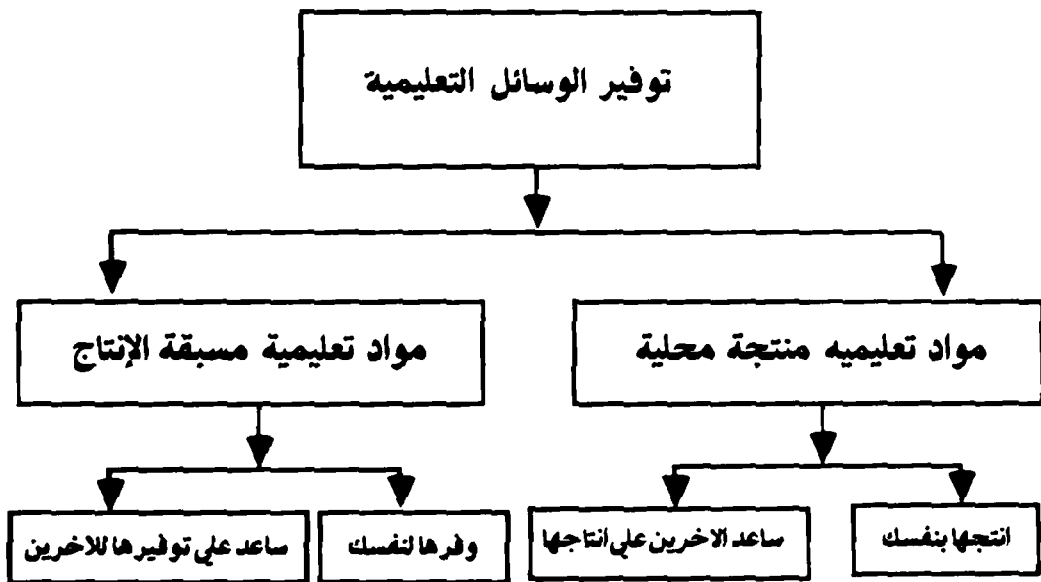 توفير الوسائل التعليمية
مواد تعليميه منتجة محلية
مواد تعليمية مسبقة الإنتاج
انتجها بنفسك
ساعد الاخرين علي انتاجها
وفرها لنفسك
ساعد علي توفيرها للاخرين